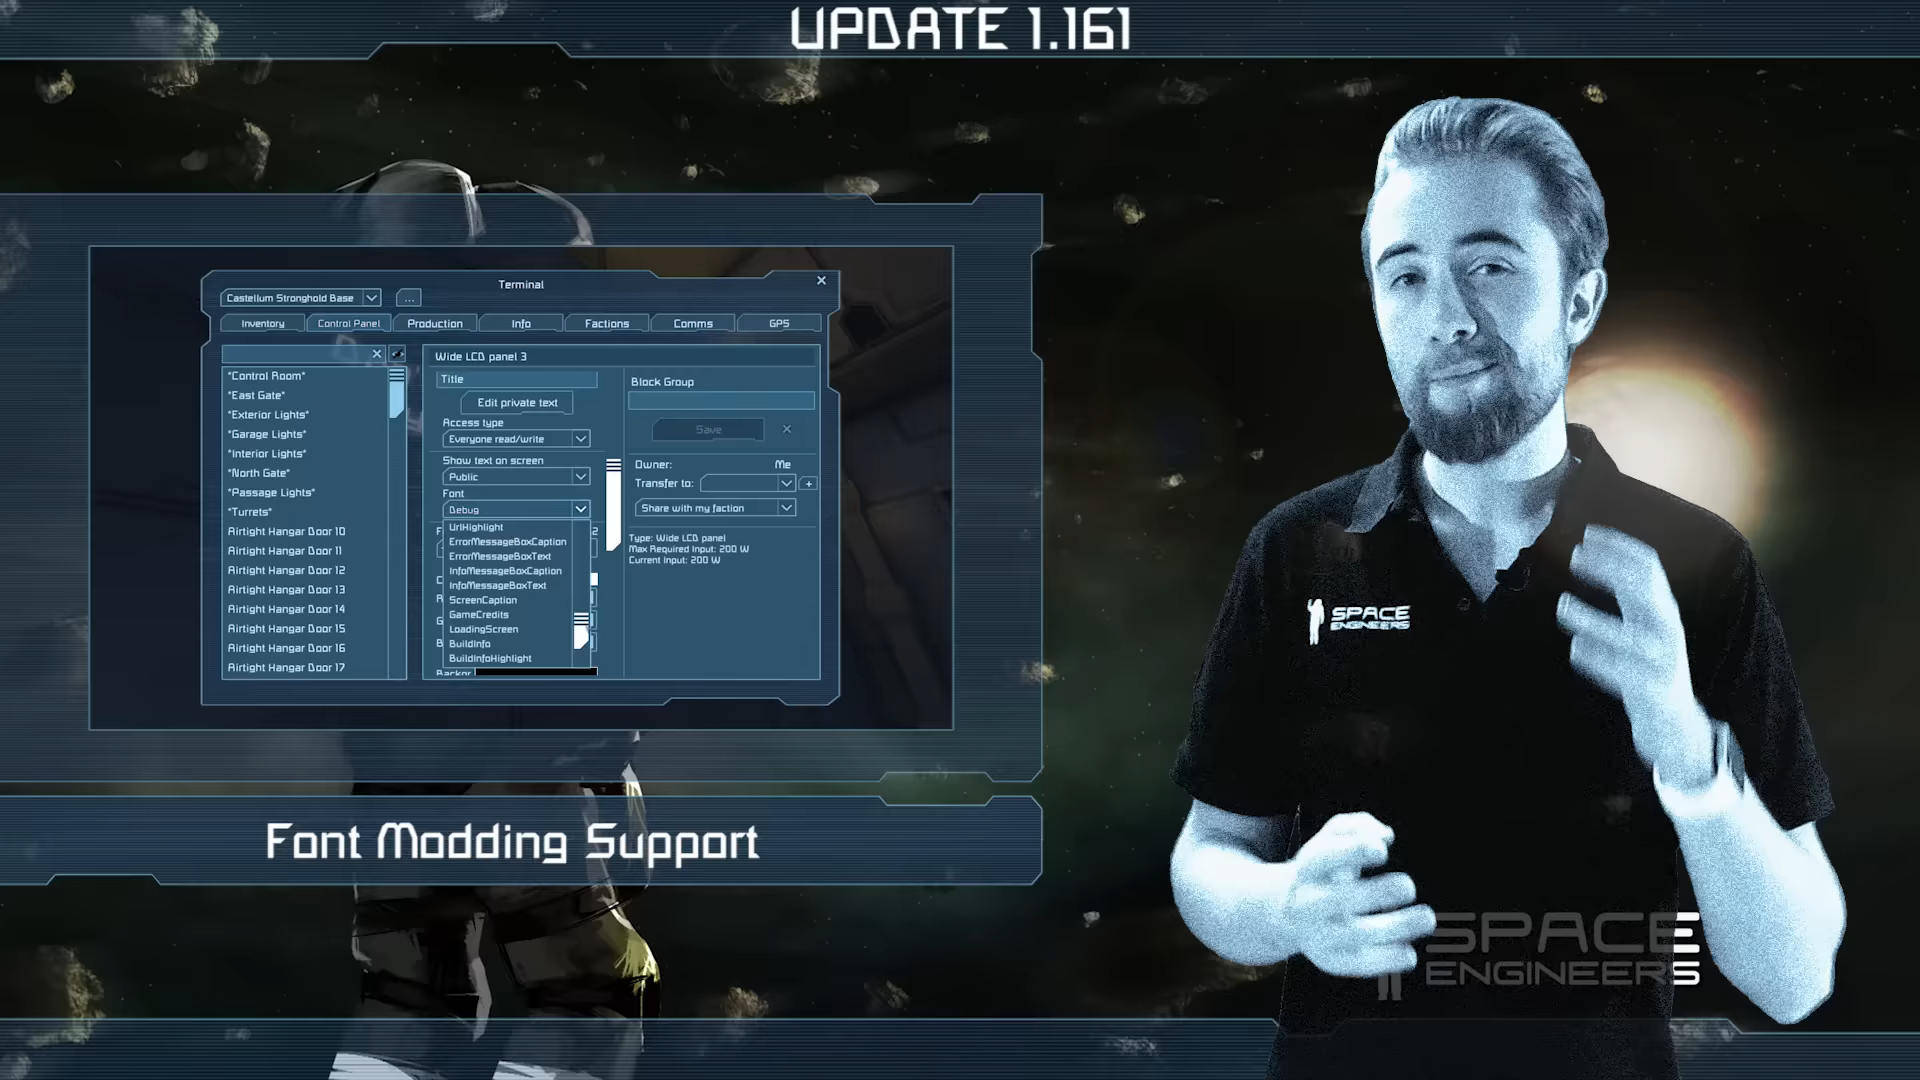 UPDATE 1.161
Terminal
Castellum Stronghold Base
...
Inventory
Control Panel
Production
Info
Factions
Comms
GPS
*Control Room*
*East Gate*
*Exterior Lights*
*Garage Lights*
*Interior Lights*
*North Gate*
*Passage Lights*
*Turrets*
Airtight Hangar Door 10
Airtight Hangar Door 11
Airtight Hangar Door 12
Airtight Hangar Door 13
Airtight Hangar Door 14
Airtight Hangar Door 15
Airtight Hangar Door 16
Airtight Hangar Door 17
Wide LCD panel 3
Title
Edit private text
Access type
Everyone read/write
Show text on screen
Public
Font
Debug
UrlHighlight
ErrorMessageBoxCaption
ErrorMessageBoxText
InfoMessageBoxCaption
InfoMessageBoxText
ScreenCaption
GameCredits
LoadingScreen
BuildInfo
BuildInfoHighlight
Block Group
Save
Owner: Me
Transfer to:
Share with my faction
Type: Wide LCD panel
Max Required Input: 200 W
Current Input: 200 W
Font Modding Support
SPACE
ENGINEERS
SPACE
ENGINEERS